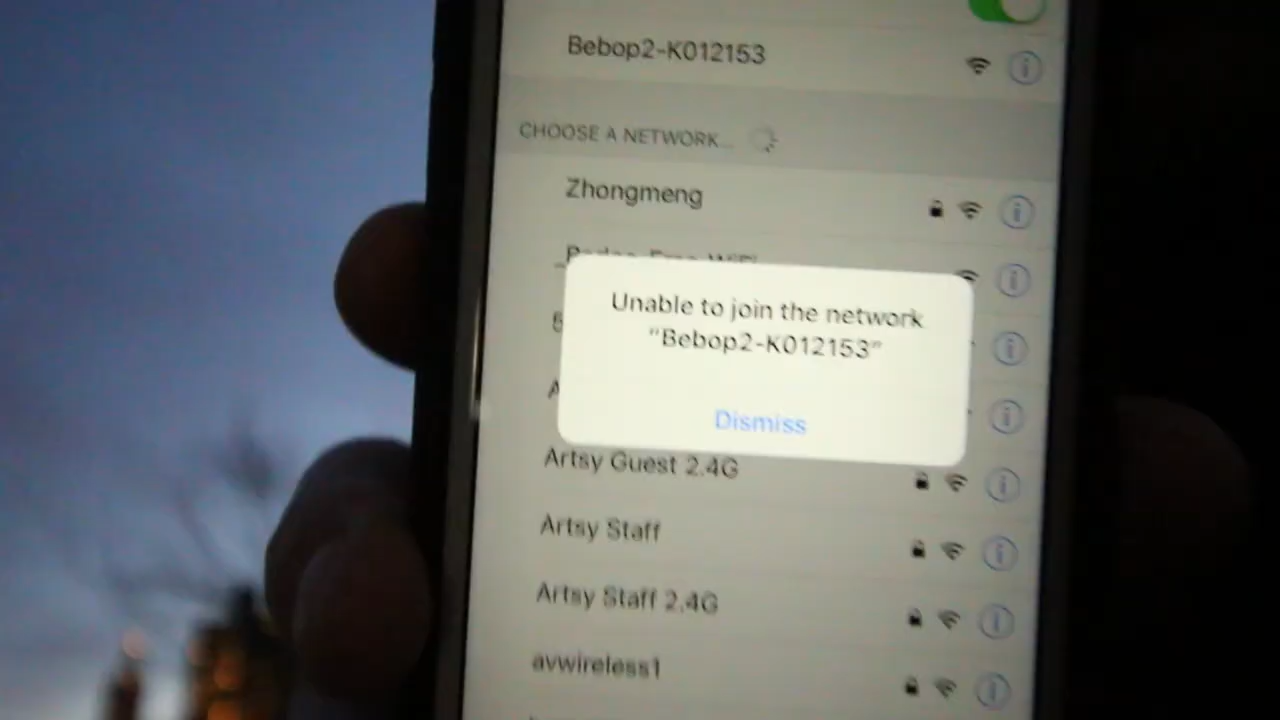 Bebop2-K012153
CHOOSE A NETWORK...
Zhongmeng
Unable to join the network
"Bebop2-K012153"
Dismiss
Artsy Guest 2.4G
Artsy Staff
Artsy Staff 2.4G
avwireless1